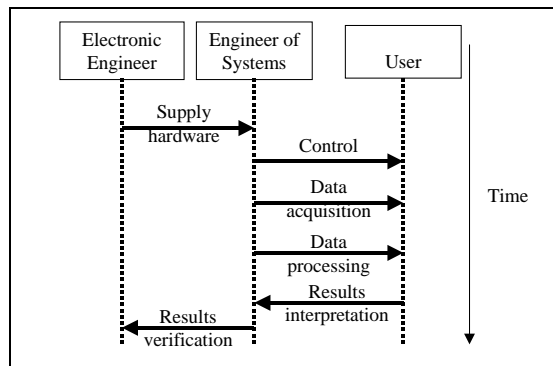 Electronic
Engineer
Engineer of
Systems
User
Supply
hardware
Control
Data
acquisition
Time
Data
processing
Results
interpretation
Results
verification